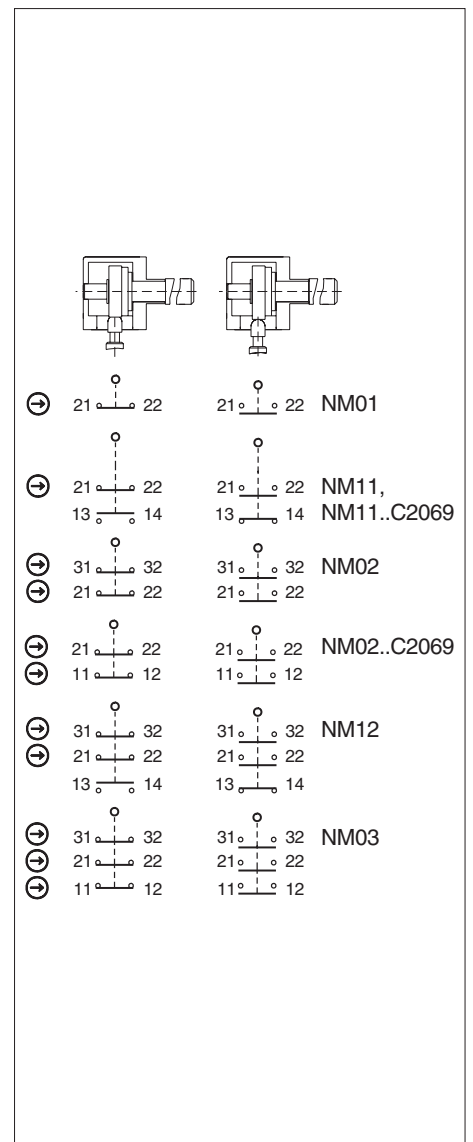 21 22 21 22 NM01
21 22 21 22 NM11,
13 14 13 14 NM11..C2069
31 32 31 32 NM02
21 22 21 22
21 22 21 22 NM02..C2069
11 12 11 12
31 32 31 32 NM12
21 22 21 22
13 14 13 14
31 32 31 32 NM03
21 22 21 22
11 12 11 12